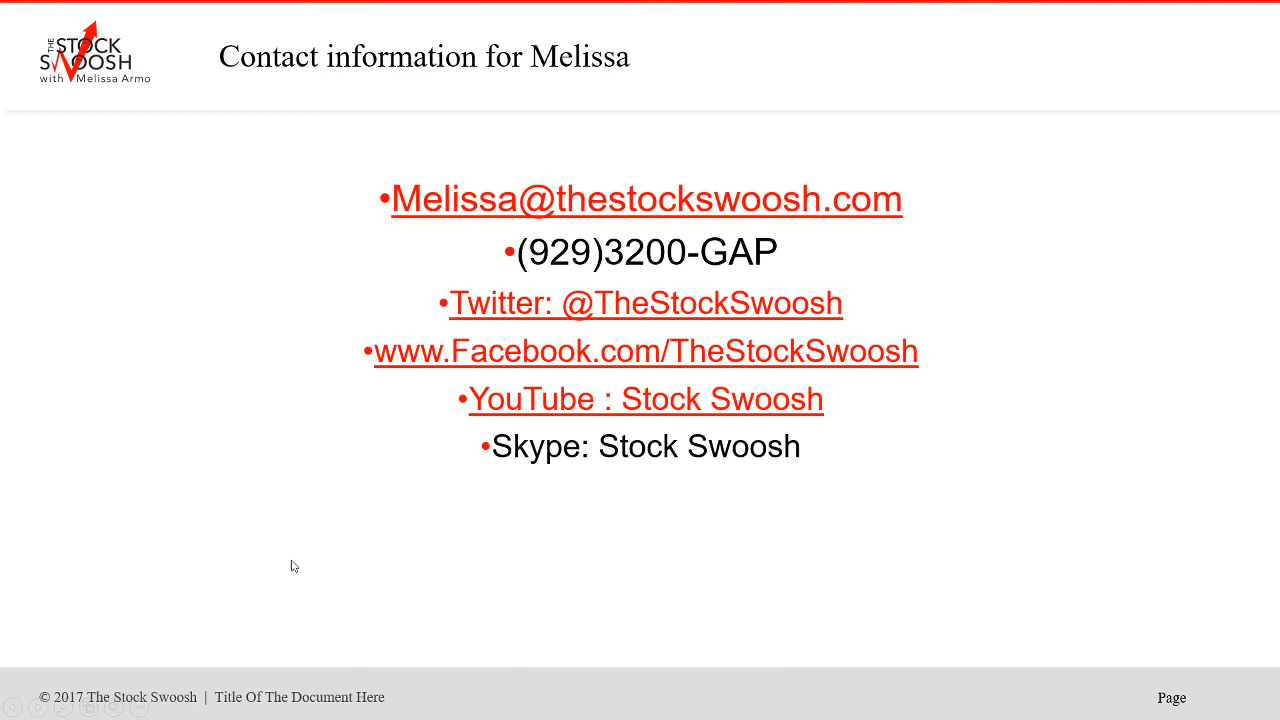 THE STOCK
SWOOSH
with Melissa Armo
Contact information for Melissa
•Melissa@thestockswoosh.com
•(929)3200-GAP
•Twitter: @TheStockSwoosh
•www.Facebook.com/TheStockSwoosh
•YouTube : Stock Swoosh
•Skype: Stock Swoosh
© 2017 The Stock Swoosh | Title Of The Document Here
Page